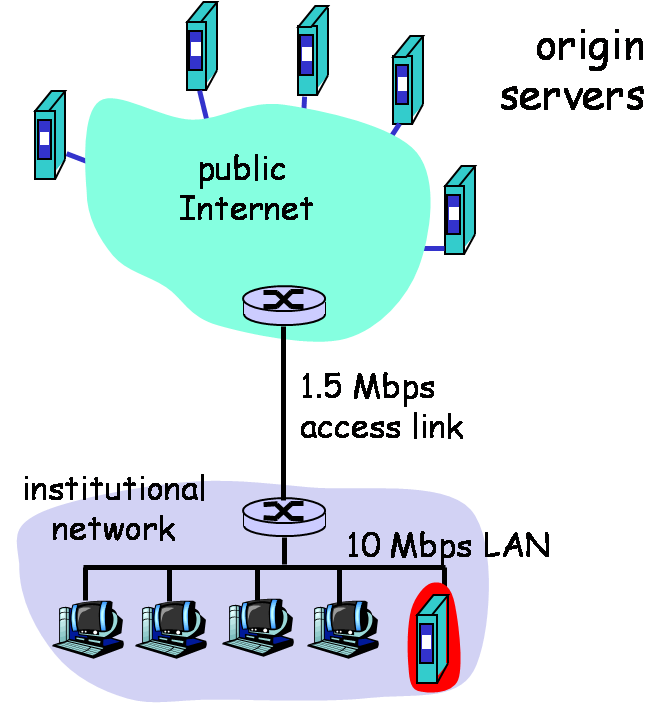 origin
servers
public
Internet
1.5 Mbps
access link
institutional
network
10 Mbps LAN